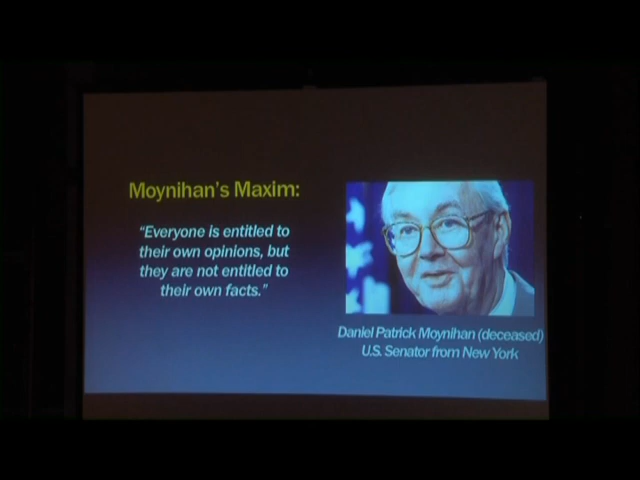 Moynihan's Maxim:
"Everyone is entitled to
their own opinions, but
they are not entitled to
their own facts."
Daniel Patrick Moynihan (deceased)
U.S. Senator from New York